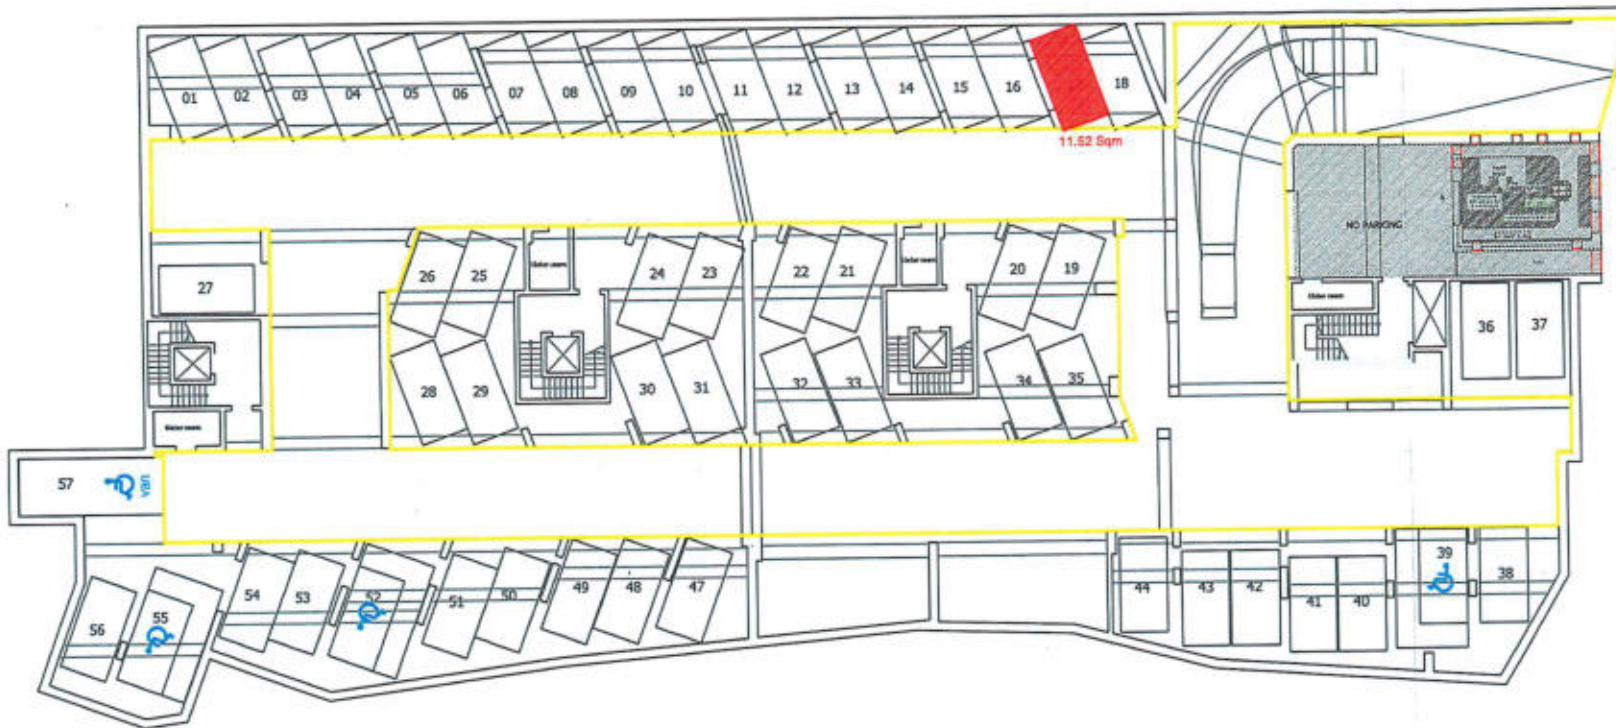 01 02 03 04 05 06 07 08 09 10 11 12 13 14 15 16 18
11.52 Sqm
NO PARKING
26 25 24 23 22 21 20 19
27
36 37
28 29 30 31 32 33 34 35
57 van
56 55 54 53 52 51 50 49 48 47 44 43 42 41 40 39 38